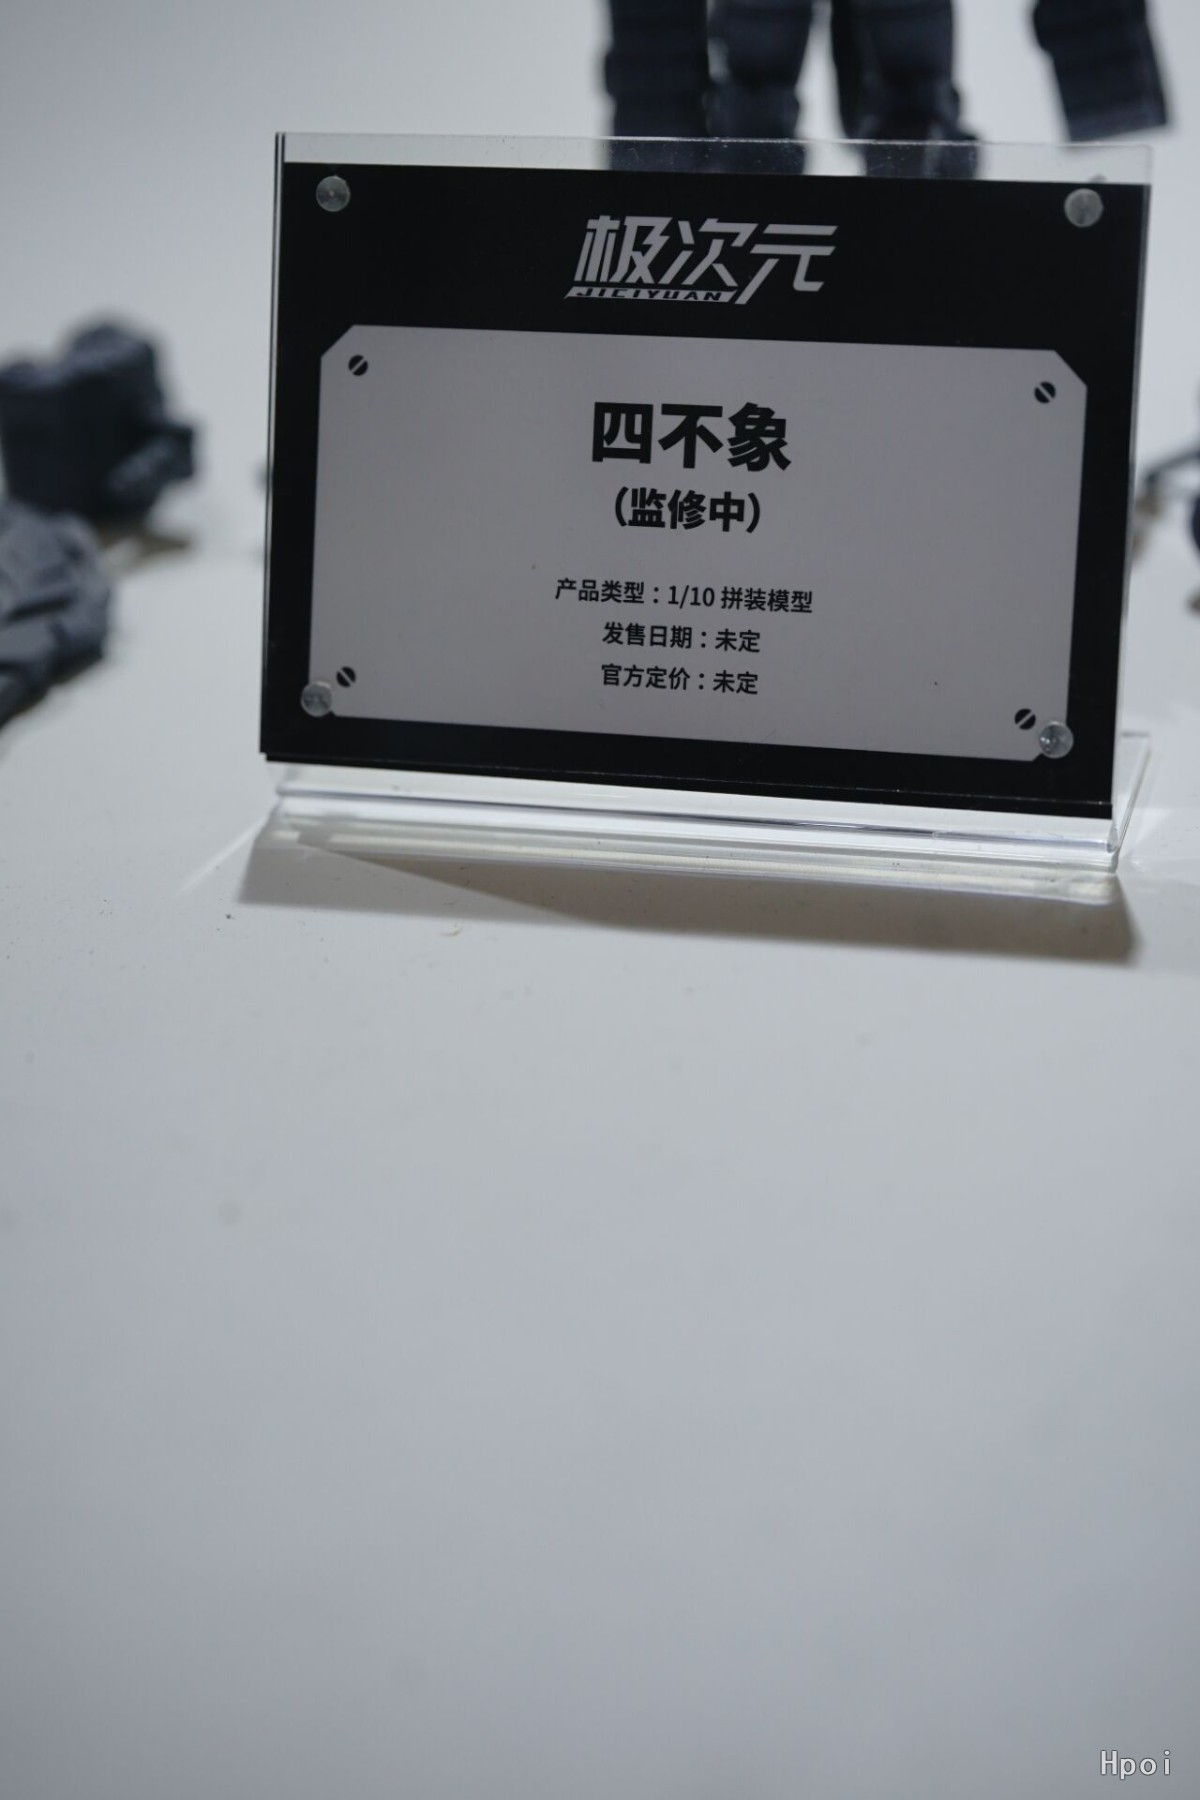 极次元
JICIYUAN
四不象
（监修中）
产品类型：1/10 拼装模型
发售日期：未定
官方定价：未定
Hpoi